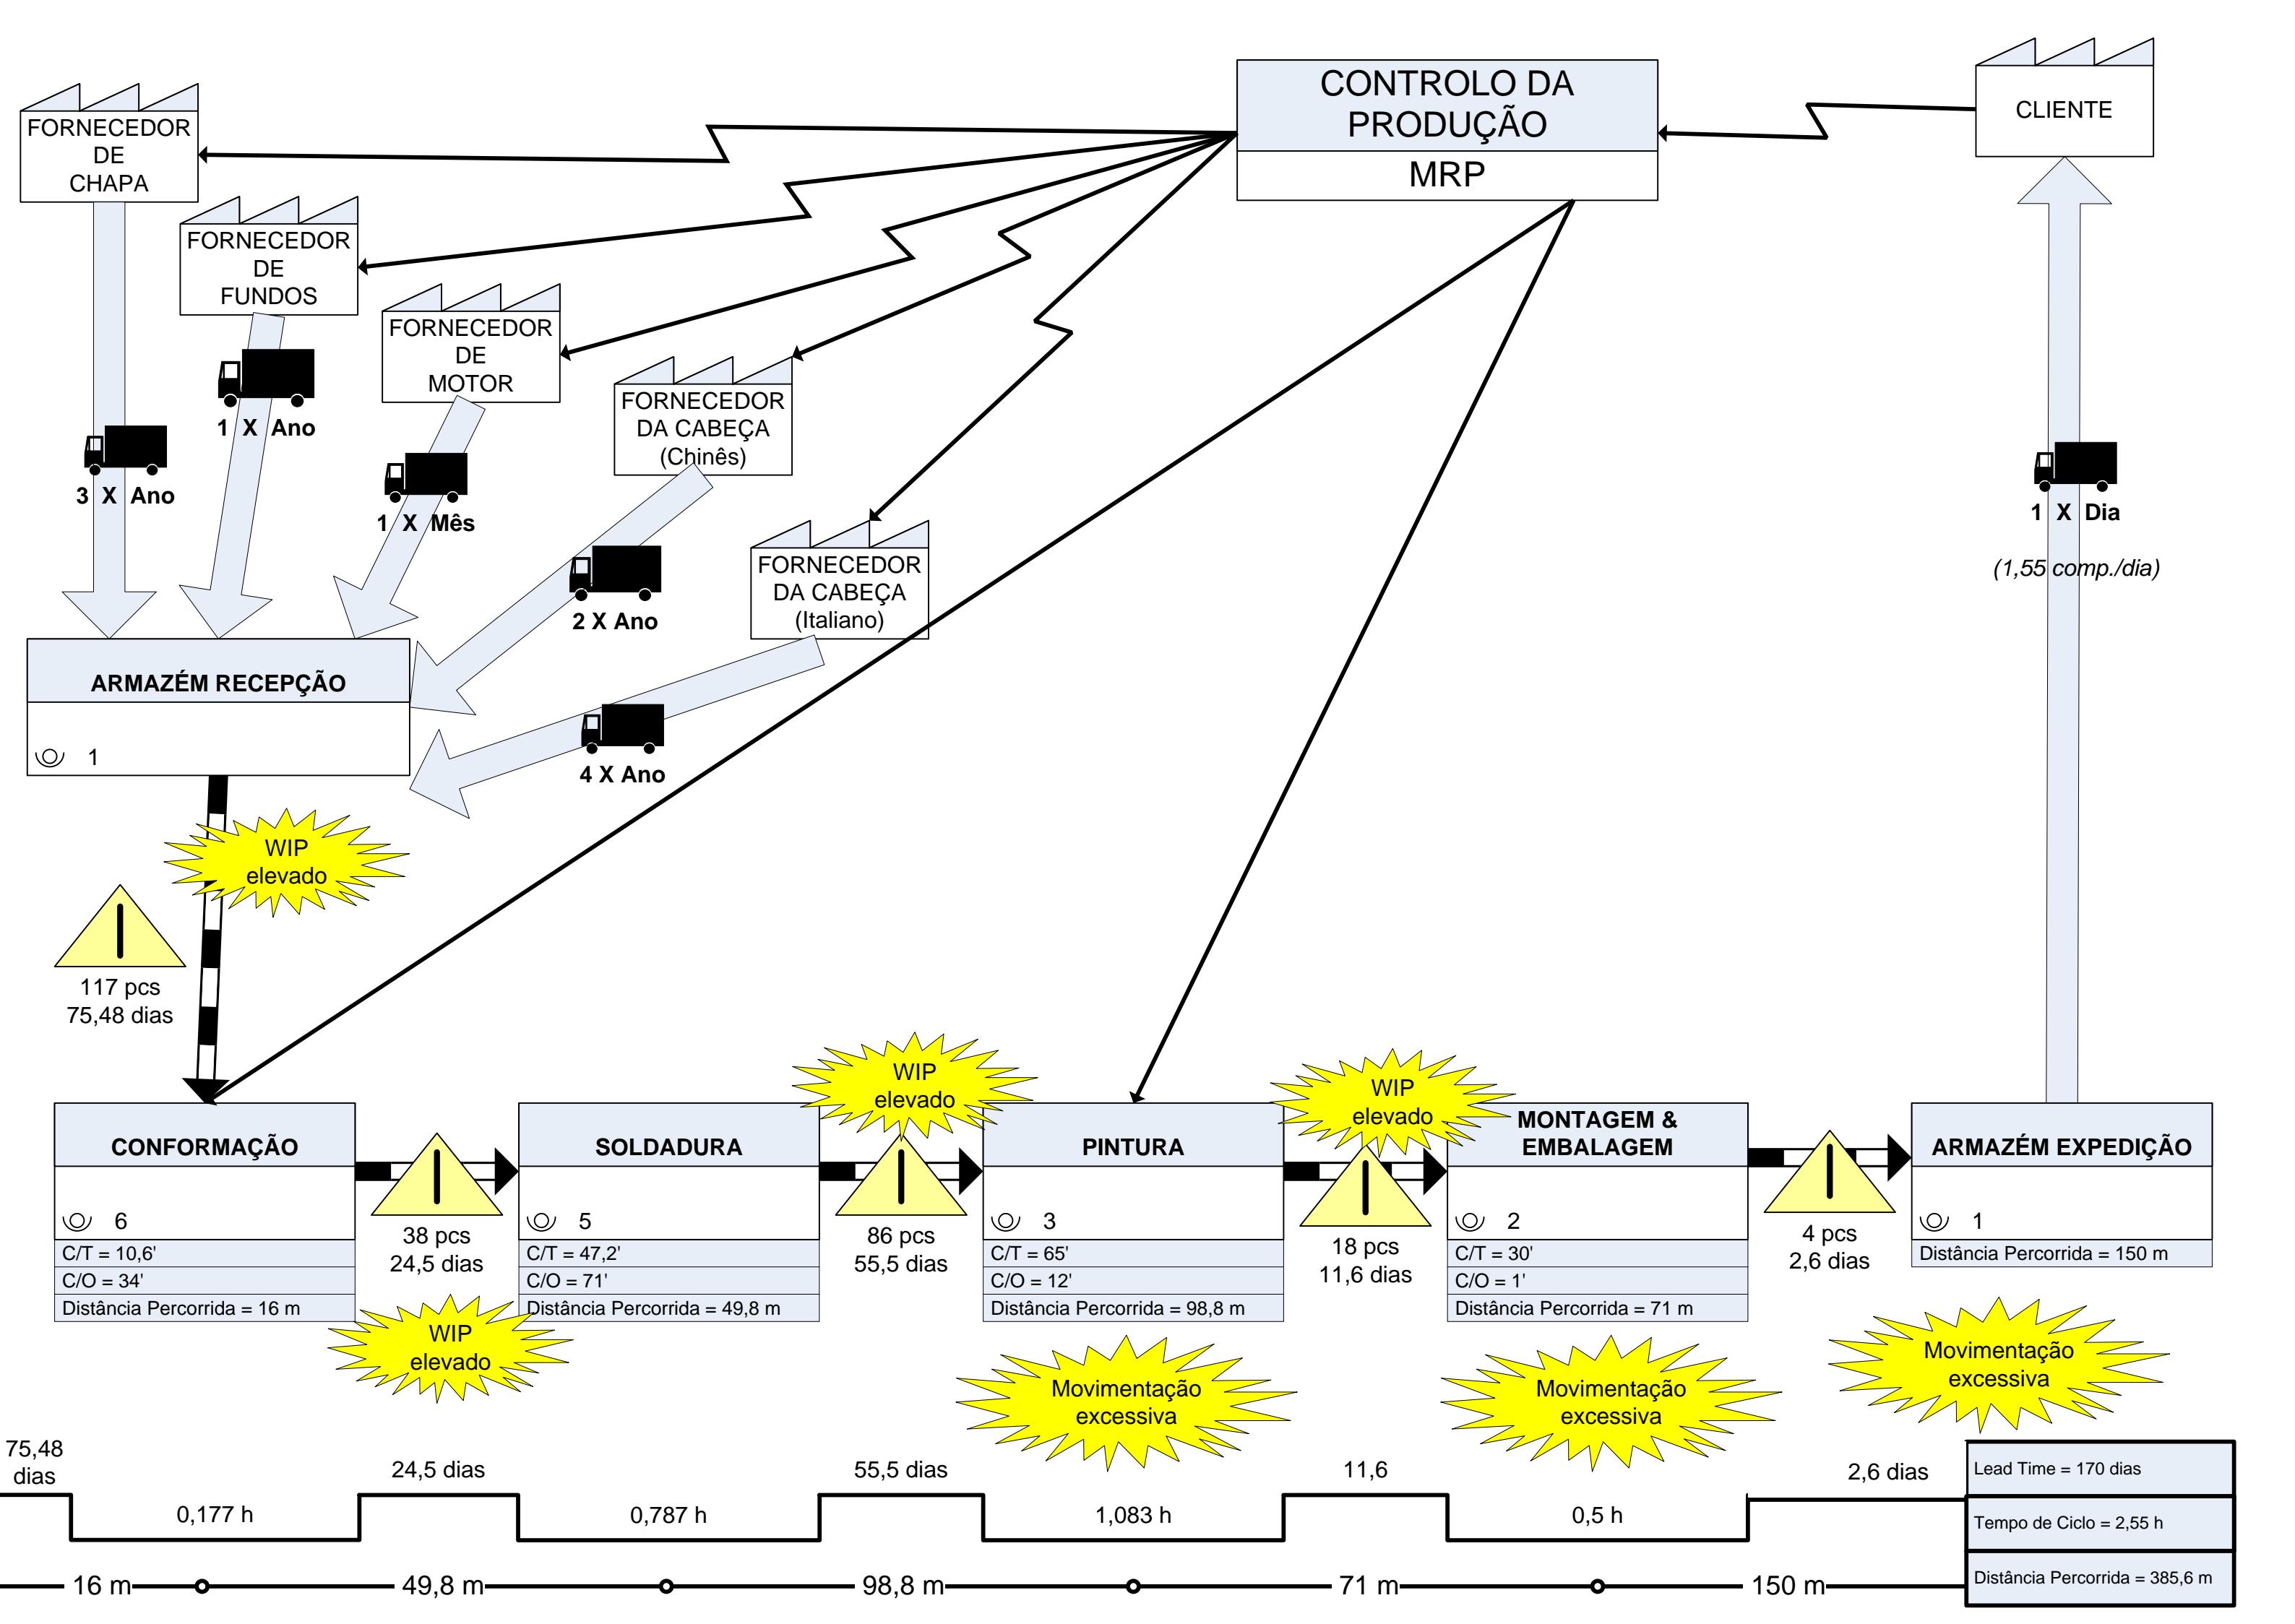 CONTROLO DA
PRODUÇÃO
MRP
CLIENTE
FORNECEDOR
DE
CHAPA
FORNECEDOR
DE
FUNDOS
FORNECEDOR
DE
MOTOR
FORNECEDOR
DA CABEÇA
(Chinês)
FORNECEDOR
DA CABEÇA
(Italiano)
3 X Ano
1 X Ano
1 X Mês
2 X Ano
4 X Ano
1 X Dia
(1,55 comp./dia)
ARMAZÉM RECEPÇÃO
1
WIP
elevado
117 pcs
75,48 dias
CONFORMAÇÃO
6
C/T = 10,6'
C/O = 34'
Distância Percorrida = 16 m
38 pcs
24,5 dias
WIP
elevado
SOLDADURA
5
C/T = 47,2'
C/O = 71'
Distância Percorrida = 49,8 m
WIP
elevado
86 pcs
55,5 dias
PINTURA
3
C/T = 65'
C/O = 12'
Distância Percorrida = 98,8 m
Movimentação
excessiva
WIP
elevado
18 pcs
11,6 dias
MONTAGEM &
EMBALAGEM
2
C/T = 30'
C/O = 1'
Distância Percorrida = 71 m
Movimentação
excessiva
4 pcs
2,6 dias
ARMAZÉM EXPEDIÇÃO
1
Distância Percorrida = 150 m
Movimentação
excessiva
75,48
dias
0,177 h
24,5 dias
0,787 h
55,5 dias
1,083 h
11,6
0,5 h
2,6 dias
Lead Time = 170 dias
Tempo de Ciclo = 2,55 h
Distância Percorrida = 385,6 m
16 m
49,8 m
98,8 m
71 m
150 m